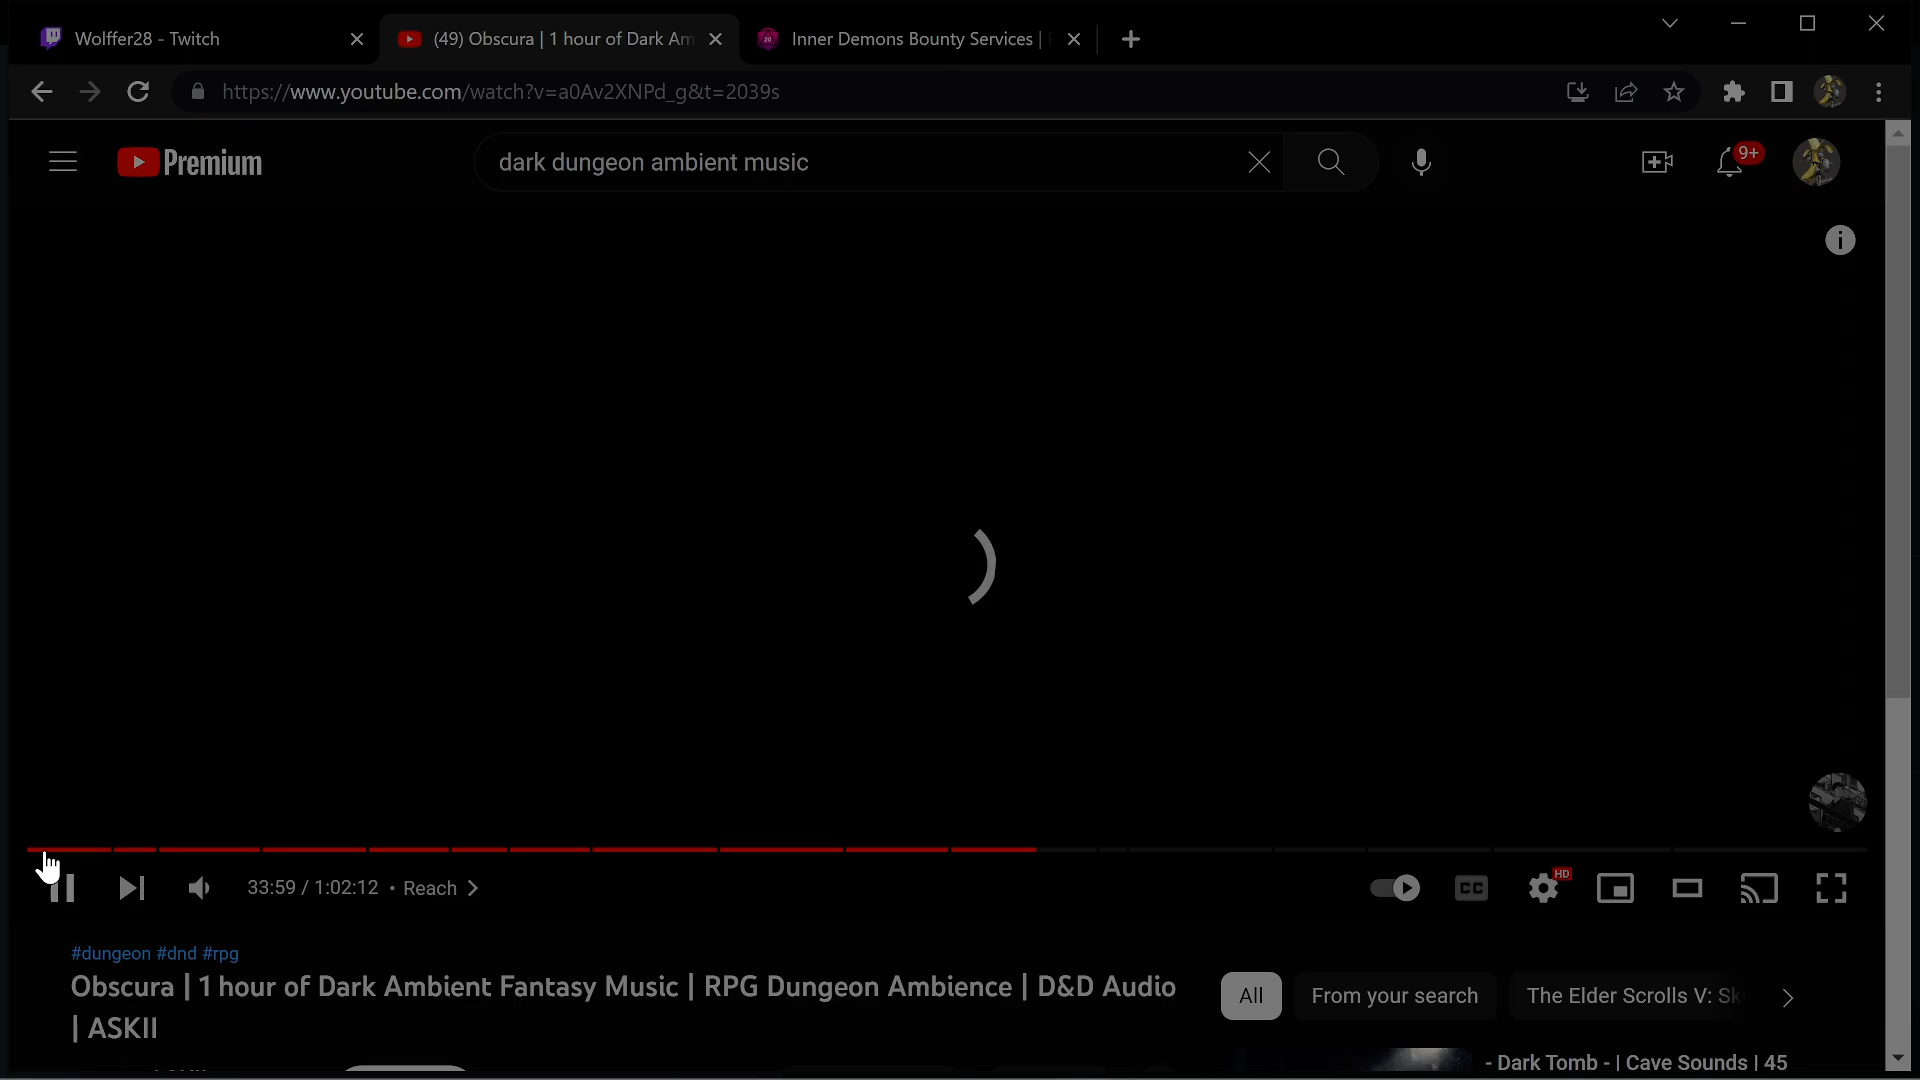 Wolffer28 - Twitch
(49) Obscura | 1 hour of Dark Am
Inner Demons Bounty Services |
https://www.youtube.com/watch?v=a0Av2XNPd_g&t=2039s
Premium
dark dungeon ambient music
9+
33:59 / 1:02:12 • Reach
CC
HD
#dungeon #dnd #rpg
Obscura | 1 hour of Dark Ambient Fantasy Music | RPG Dungeon Ambience | D&D Audio
| ASKII
All
From your search
The Elder Scrolls V: Sk
- Dark Tomb - | Cave Sounds | 45